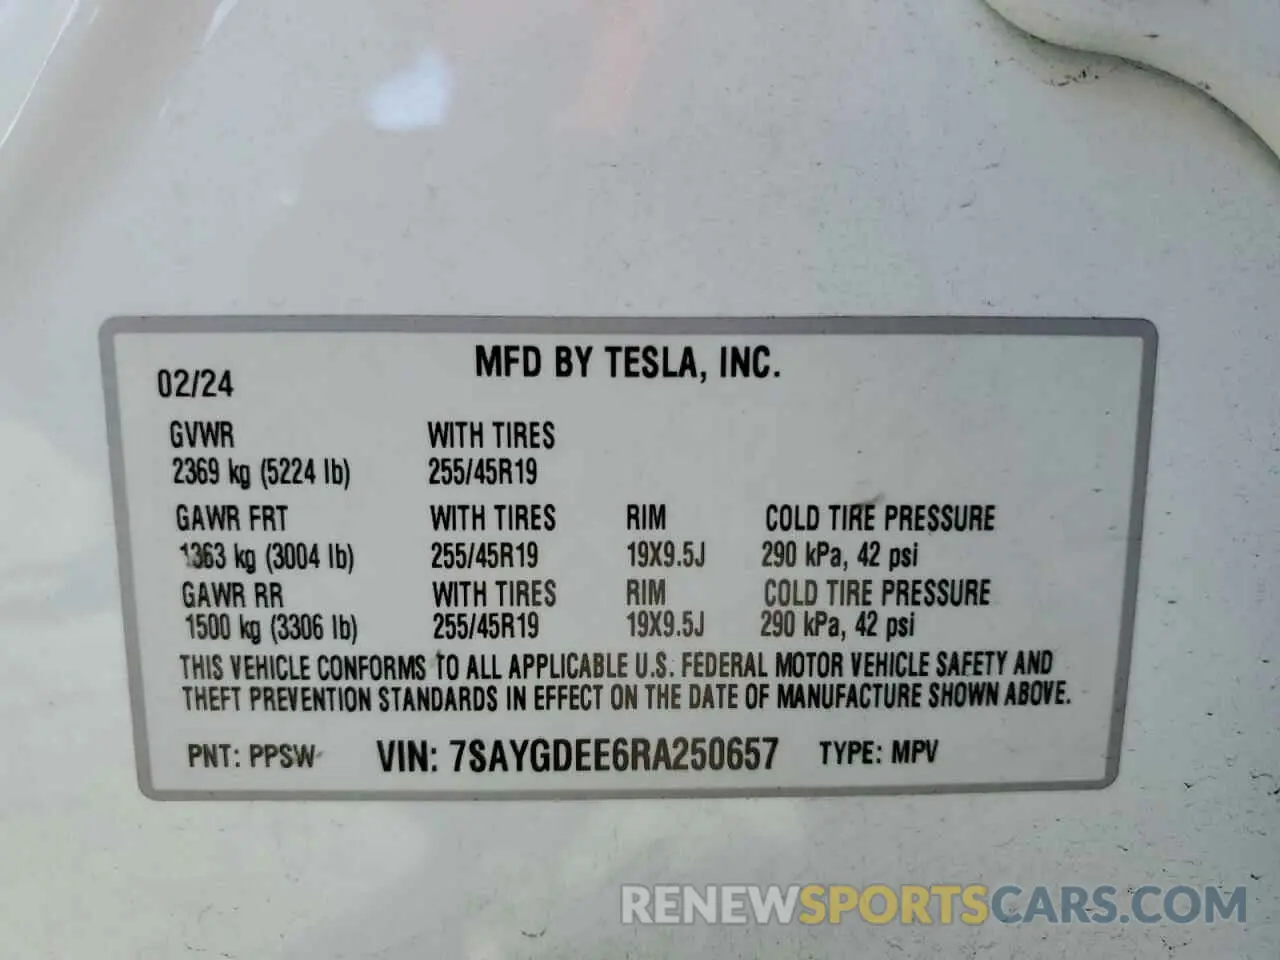 MFD BY TESLA, INC.
02/24
GVWR WITH TIRES
2369 kg (5224 lb) 255/45R19
GAWR FRT WITH TIRES RIM COLD TIRE PRESSURE
1363 kg (3004 lb) 255/45R19 19X9.5J 290 kPa, 42 psi
GAWR RR WITH TIRES RIM COLD TIRE PRESSURE
1500 kg (3306 lb) 255/45R19 19X9.5J 290 kPa, 42 psi
THIS VEHICLE CONFORMS TO ALL APPLICABLE U.S. FEDERAL MOTOR VEHICLE SAFETY AND
THEFT PREVENTION STANDARDS IN EFFECT ON THE DATE OF MANUFACTURE SHOWN ABOVE.
PNT: PPSW VIN: 7SAYGDEE6RA250657 TYPE: MPV
RENEWSPORTSCARS.COM